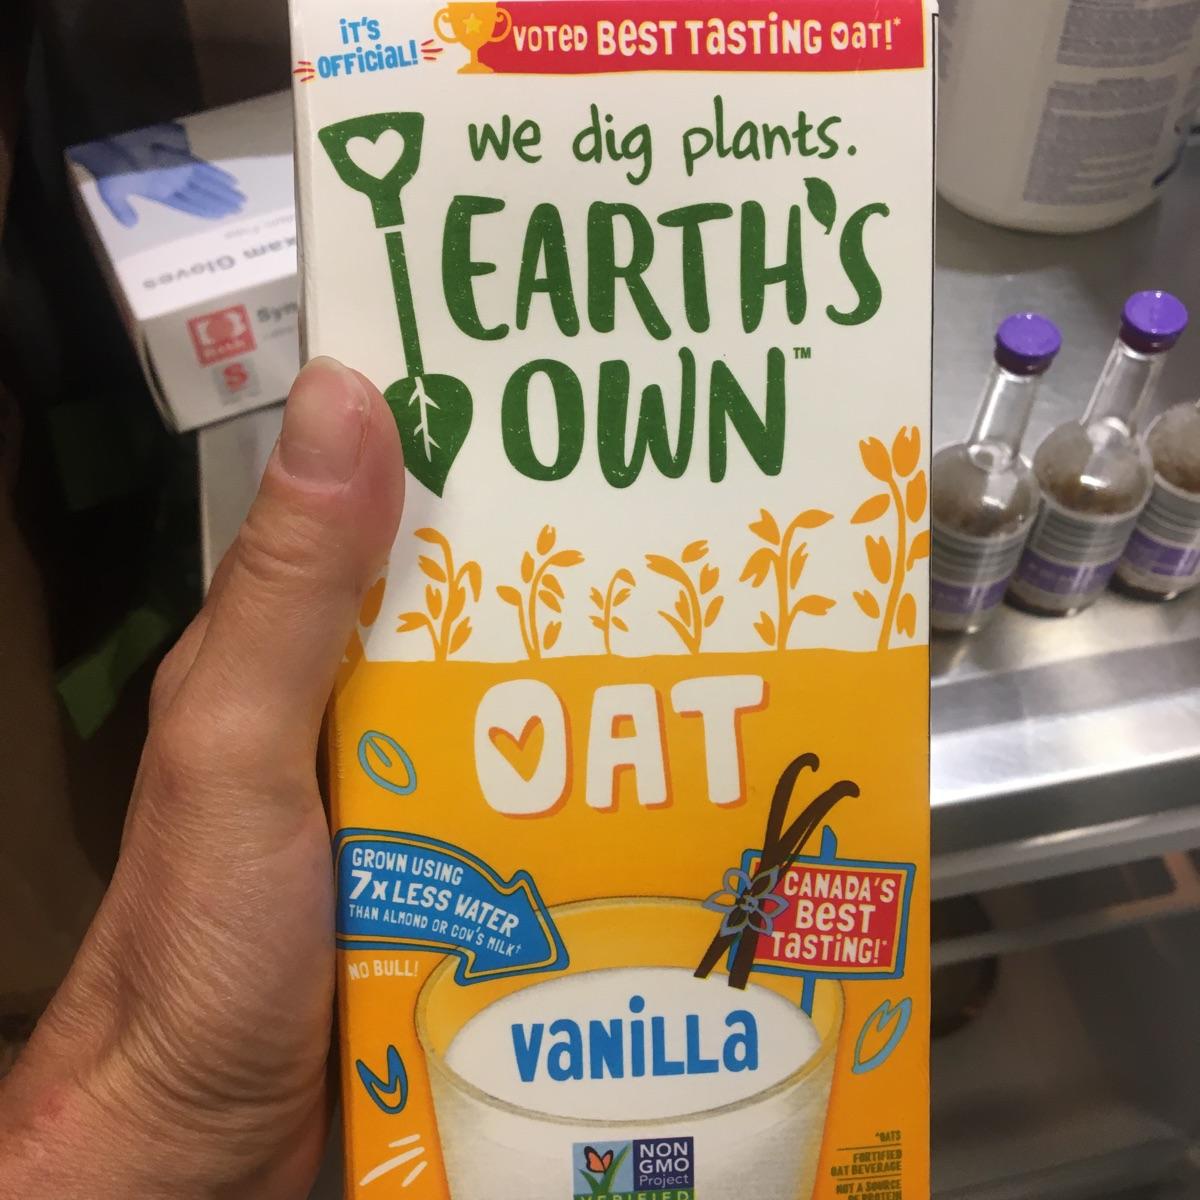 IT'S
OFFICIAL!
VOTED BEST TASTING OAT!*
we dig plants.
EARTH'S
OWN™
OAT
GROWN USING
7x LESS WATER
THAN ALMOND OR COW'S MILK†
NO BULL!
CANADA'S
BEST
TASTING!*
VANILLA
NON
GMO
Project
VERIFIED
*OATS
FORTIFIED
OAT BEVERAGE
NOT A SOURCE
OF PROTEIN
Exam Gloves
S